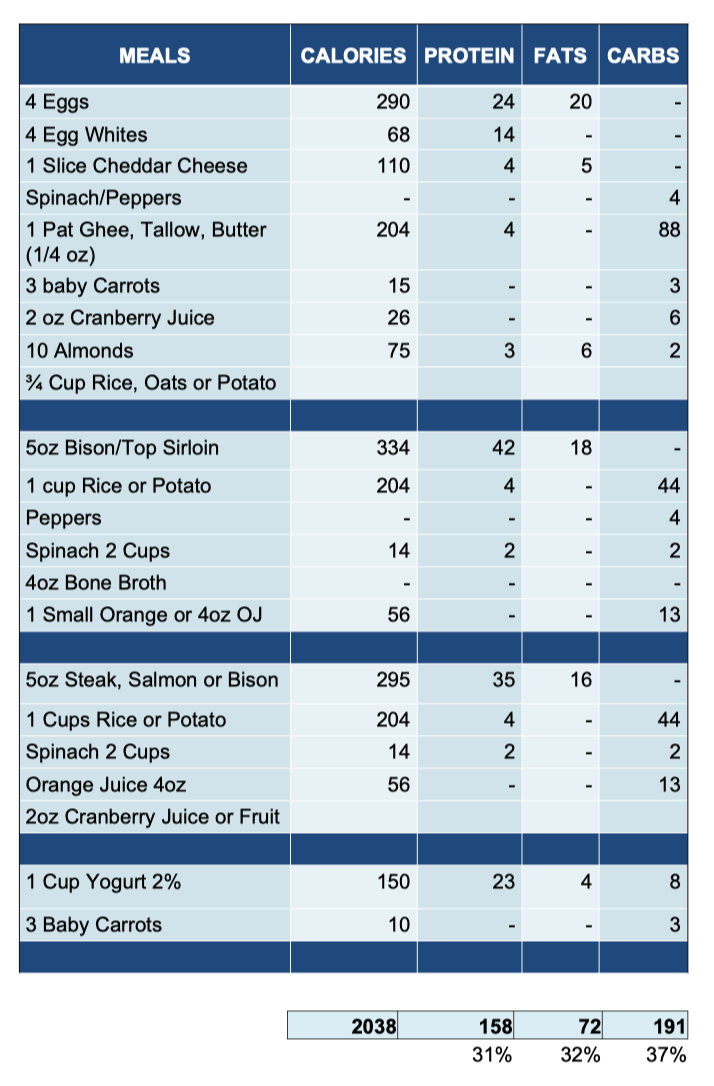 MEALS CALORIES PROTEIN FATS CARBS
4 Eggs 290 24 20 -
4 Egg Whites 68 14 - -
1 Slice Cheddar Cheese 110 4 5 -
Spinach/Peppers - - - 4
1 Pat Ghee, Tallow, Butter 204 4 - 88
(1/4 oz)
3 baby Carrots 15 - - 3
2 oz Cranberry Juice 26 - - 6
10 Almonds 75 3 6 2
¾ Cup Rice, Oats or Potato
5oz Bison/Top Sirloin 334 42 18 -
1 cup Rice or Potato 204 4 - 44
Peppers - - - 4
Spinach 2 Cups 14 2 - 2
4oz Bone Broth - - - -
1 Small Orange or 4oz OJ 56 - - 13
5oz Steak, Salmon or Bison 295 35 16 -
1 Cups Rice or Potato 204 4 - 44
Spinach 2 Cups 14 2 - 2
Orange Juice 4oz 56 - - 13
2oz Cranberry Juice or Fruit
1 Cup Yogurt 2% 150 23 4 8
3 Baby Carrots 10 - - 3
2038 158 72 191
31% 32% 37%